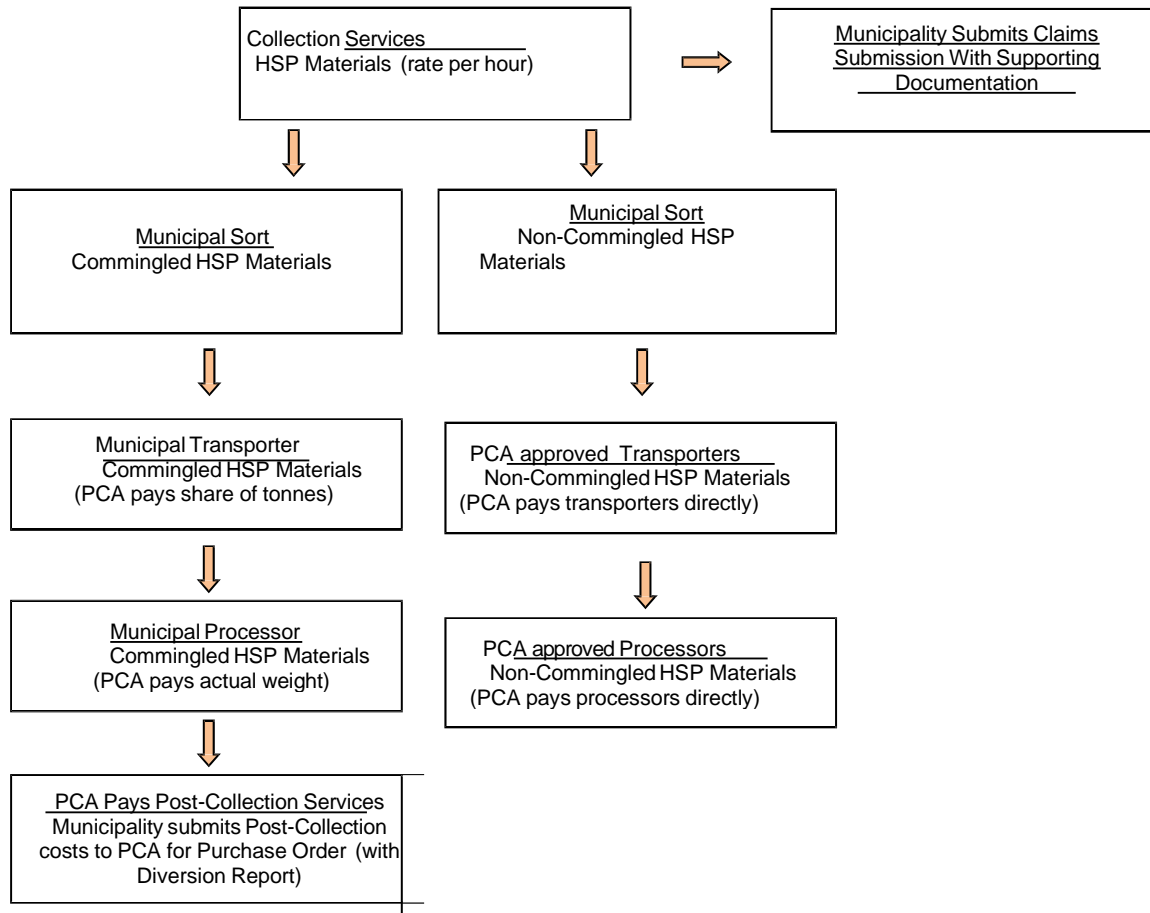 Collection Services
HSP Materials (rate per hour)
Municipality Submits Claims
Submission With Supporting
Documentation
Municipal Sort
Commingled HSP Materials
Municipal Sort
Non-Commingled HSP
Materials
Municipal Transporter
Commingled HSP Materials
(PCA pays share of tonnes)
PCA approved Transporters
Non-Commingled HSP Materials
(PCA pays transporters directly)
Municipal Processor
Commingled HSP Materials
(PCA pays actual weight)
PCA approved Processors
Non-Commingled HSP Materials
(PCA pays processors directly)
PCA Pays Post-Collection Services
Municipality submits Post-Collection
costs to PCA for Purchase Order (with
Diversion Report)